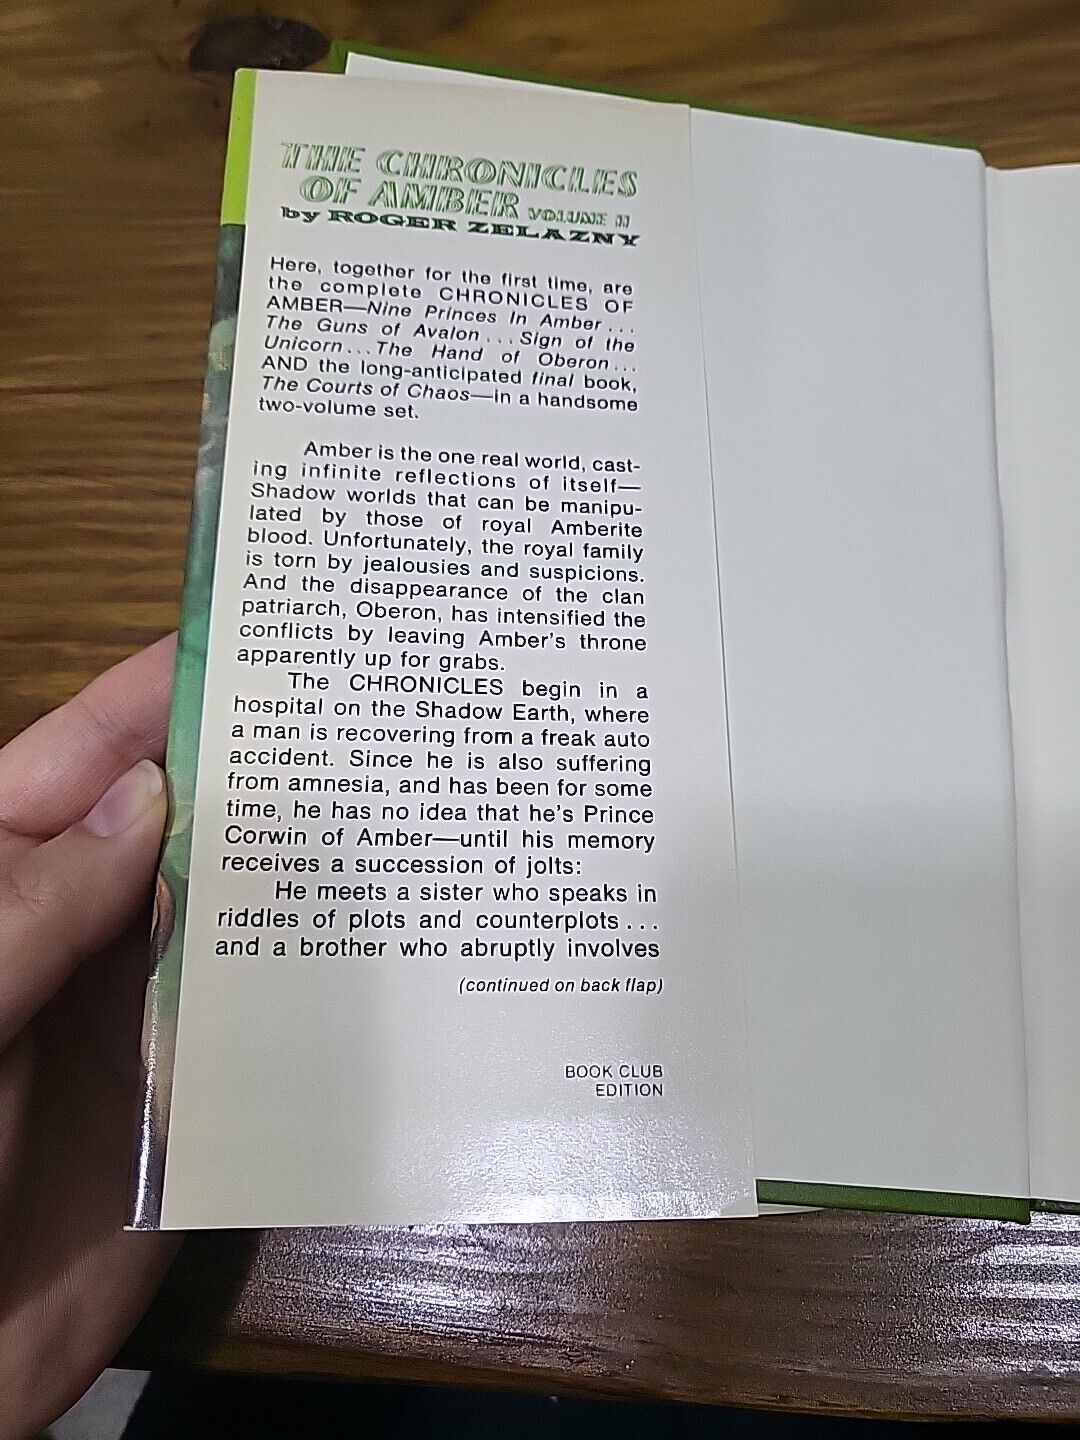 THE CHRONICLES
OF AMBER VOLUME II
by ROGER ZELAZNY
Here, together for the first time, are
the complete CHRONICLES OF
AMBER—Nine Princes In Amber...
The Guns of Avalon...Sign of the
Unicorn...The Hand of Oberon...
AND the long-anticipated final book,
The Courts of Chaos—in a handsome
two-volume set.
Amber is the one real world, cast-
ing infinite reflections of itself—
Shadow worlds that can be manipu-
lated by those of royal Amberite
blood. Unfortunately, the royal family
is torn by jealousies and suspicions.
And the disappearance of the clan
patriarch, Oberon, has intensified the
conflicts by leaving Amber's throne
apparently up for grabs.
The CHRONICLES begin in a
hospital on the Shadow Earth, where
a man is recovering from a freak auto
accident. Since he is also suffering
from amnesia, and has been for some
time, he has no idea that he's Prince
Corwin of Amber—until his memory
receives a succession of jolts:
He meets a sister who speaks in
riddles of plots and counterplots...
and a brother who abruptly involves
(continued on back flap)
BOOK CLUB
EDITION